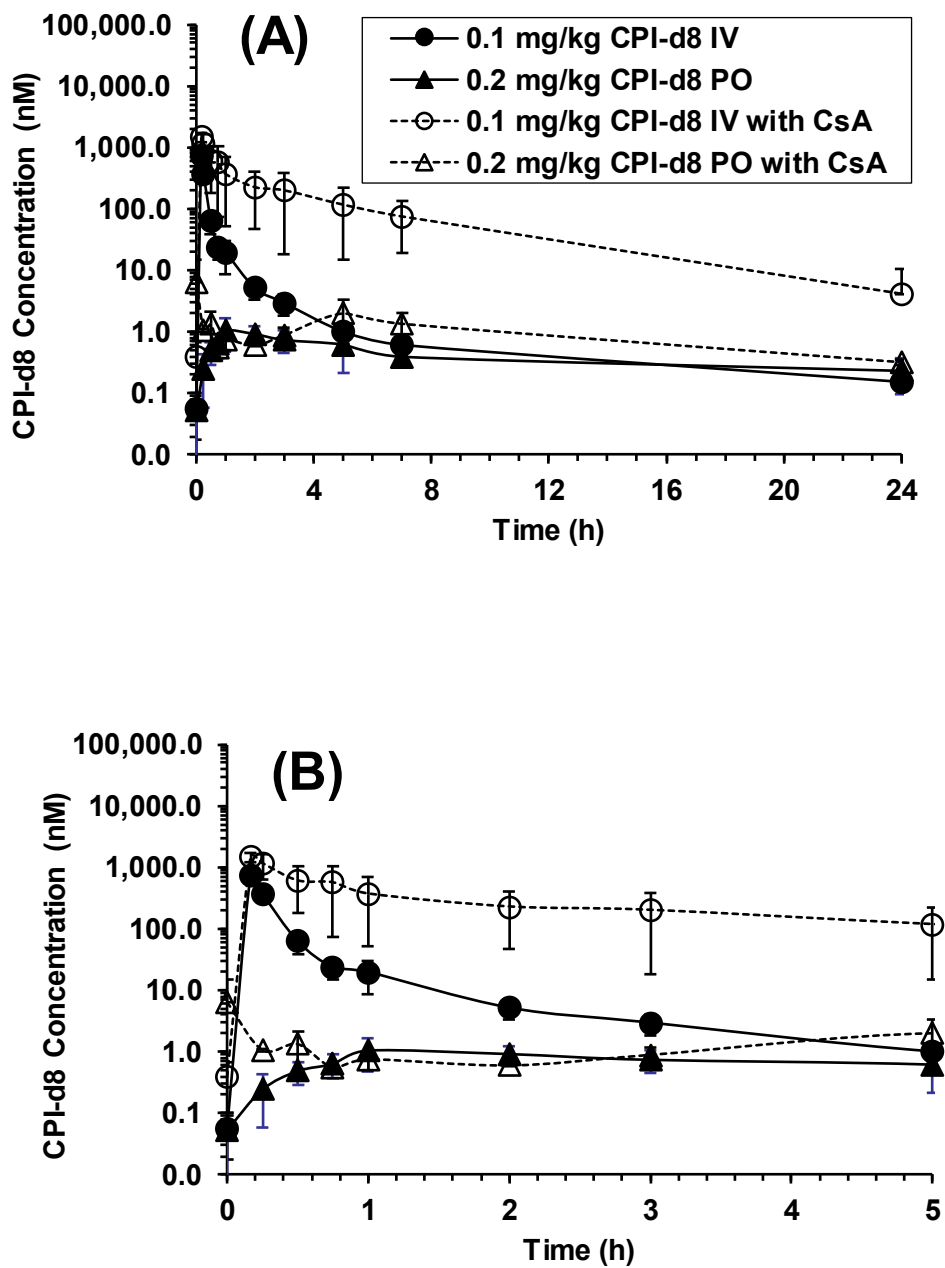 (A)
0.1 mg/kg CPI-d8 IV
0.2 mg/kg CPI-d8 PO
0.1 mg/kg CPI-d8 IV with CsA
0.2 mg/kg CPI-d8 PO with CsA
CPI-d8 Concentration (nM)
100,000.0
10,000.0
1,000.0
100.0
10.0
1.0
0.1
0.0
0 4 8 12 16 20 24
Time (h)
(B)
CPI-d8 Concentration (nM)
100,000.0
10,000.0
1,000.0
100.0
10.0
1.0
0.1
0.0
0 1 2 3 4 5
Time (h)